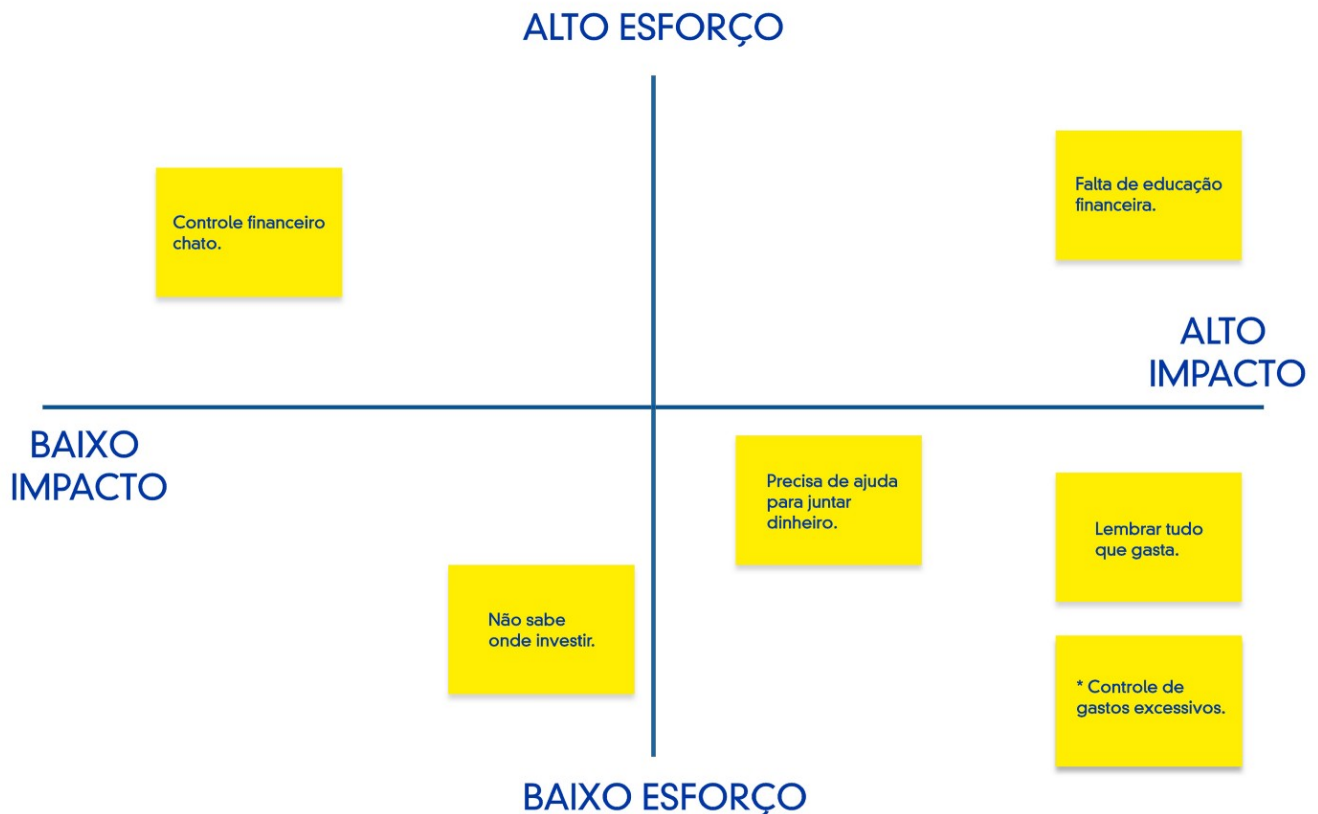 ALTO ESFORÇO
Controle financeiro
chato.
Falta de educação
financeira.
ALTO
IMPACTO
BAIXO
IMPACTO
Precisa de ajuda
para juntar
dinheiro.
Lembrar tudo
que gasta.
Não sabe
onde investir.
* Controle de
gastos excessivos.
BAIXO ESFORÇO